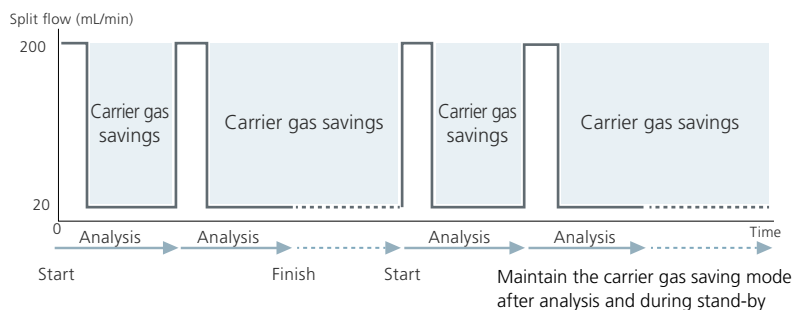 Split flow (mL/min)
200
Carrier gas
savings
Carrier gas savings
Carrier gas
savings
Carrier gas savings
20
0
Analysis
Analysis
Analysis
Analysis
Time
Start
Finish
Start
Maintain the carrier gas saving mode
after analysis and during stand-by